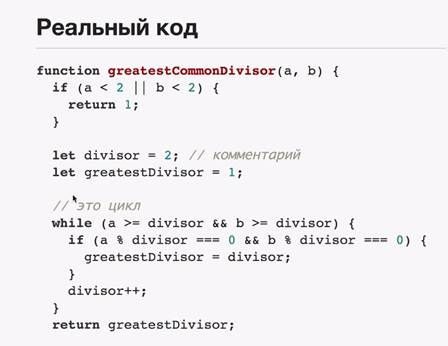 Реальный код
function greatestCommonDivisor(a, b) {
if (a < 2 || b < 2) {
return 1;
}
let divisor = 2; // комментарий
let greatestDivisor = 1;
// это цикл
while (a >= divisor && b >= divisor) {
if (a % divisor === 0 && b % divisor === 0) {
greatestDivisor = divisor;
}
divisor++;
}
return greatestDivisor;